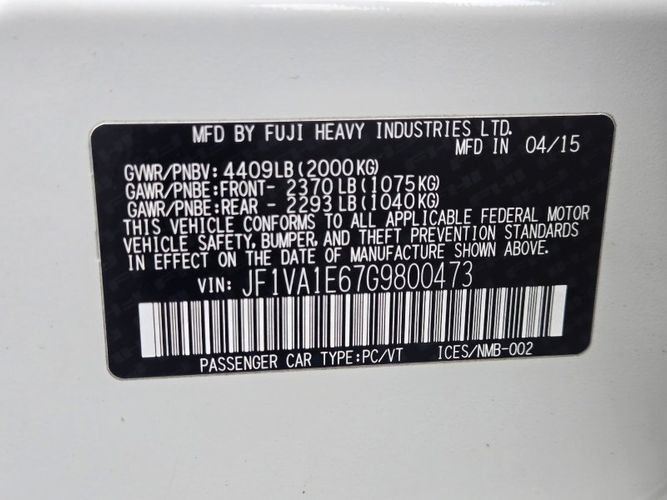 MFD BY FUJI HEAVY INDUSTRIES LTD.
MFD IN 04/15
GVWR/PNBV: 4409LB(2000KG)
GAWR/PNBE:FRONT- 2370LB(1075KG)
GAWR/PNBE:REAR - 2293LB(1040KG)
THIS VEHICLE CONFORMS TO ALL APPLICABLE FEDERAL MOTOR
VEHICLE SAFETY, BUMPER, AND THEFT PREVENTION STANDARDS
IN EFFECT ON THE DATE OF MANUFACTURE SHOWN ABOVE.
VIN: JF1VA1E67G9800473
PASSENGER CAR TYPE:PC/VT ICES/NMB-002